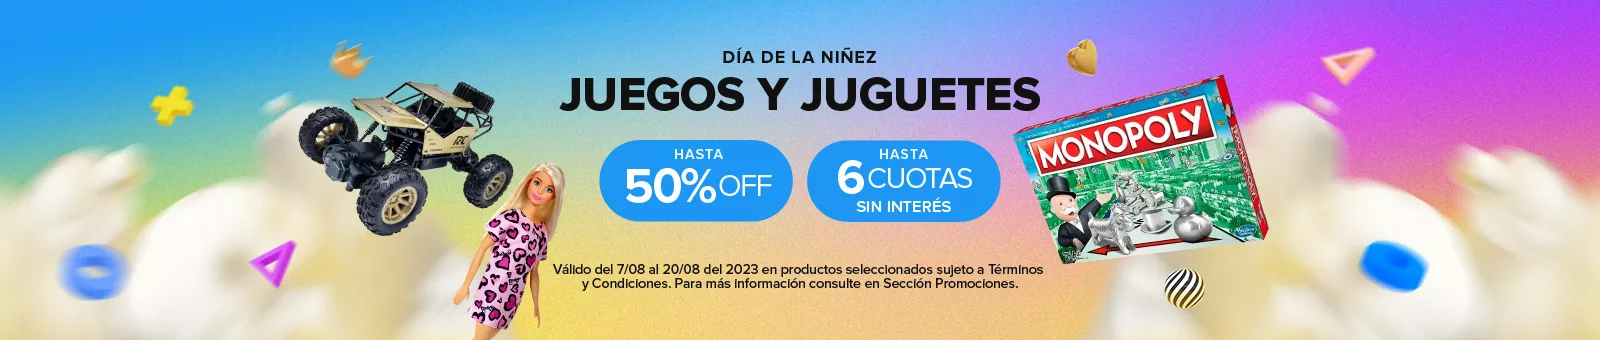 DÍA DE LA NIÑEZ
JUEGOS Y JUGUETES
HASTA
50% OFF
HASTA
6 CUOTAS
SIN INTERÉS
MONOPOLY
RC
Válido del 7/08 al 20/08 del 2023 en productos seleccionados sujeto a Términos
y Condiciones. Para más información consulte en Sección Promociones.